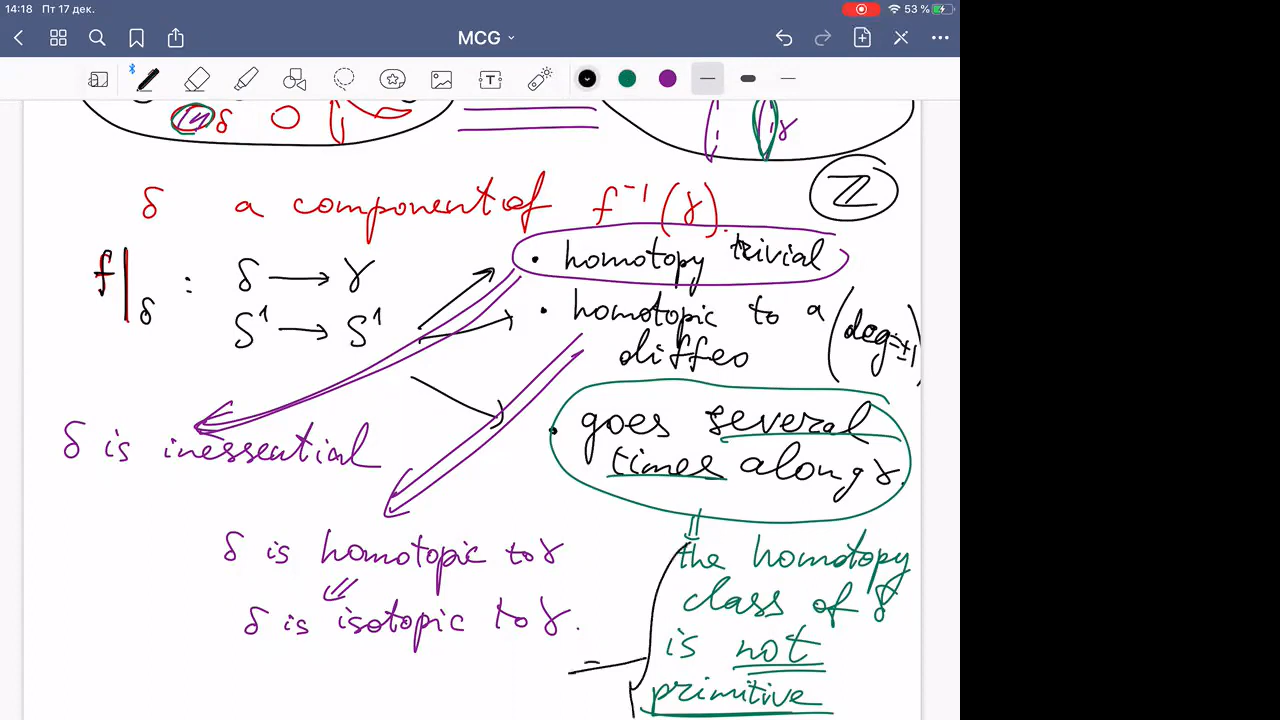 14:18 Пт 17 дек.
53 %
MCG
δ
γ
δ a component of f⁻¹(γ).
ℤ
f|δ : δ → γ
S¹ → S¹
• homotopy trivial
• homotopic to a diffeo (deg=±1)
• goes several times along γ.
δ is inessential
δ is homotopic to γ
⇓
δ is isotopic to γ.
⇓
the homotopy
class of δ
is not
primitive